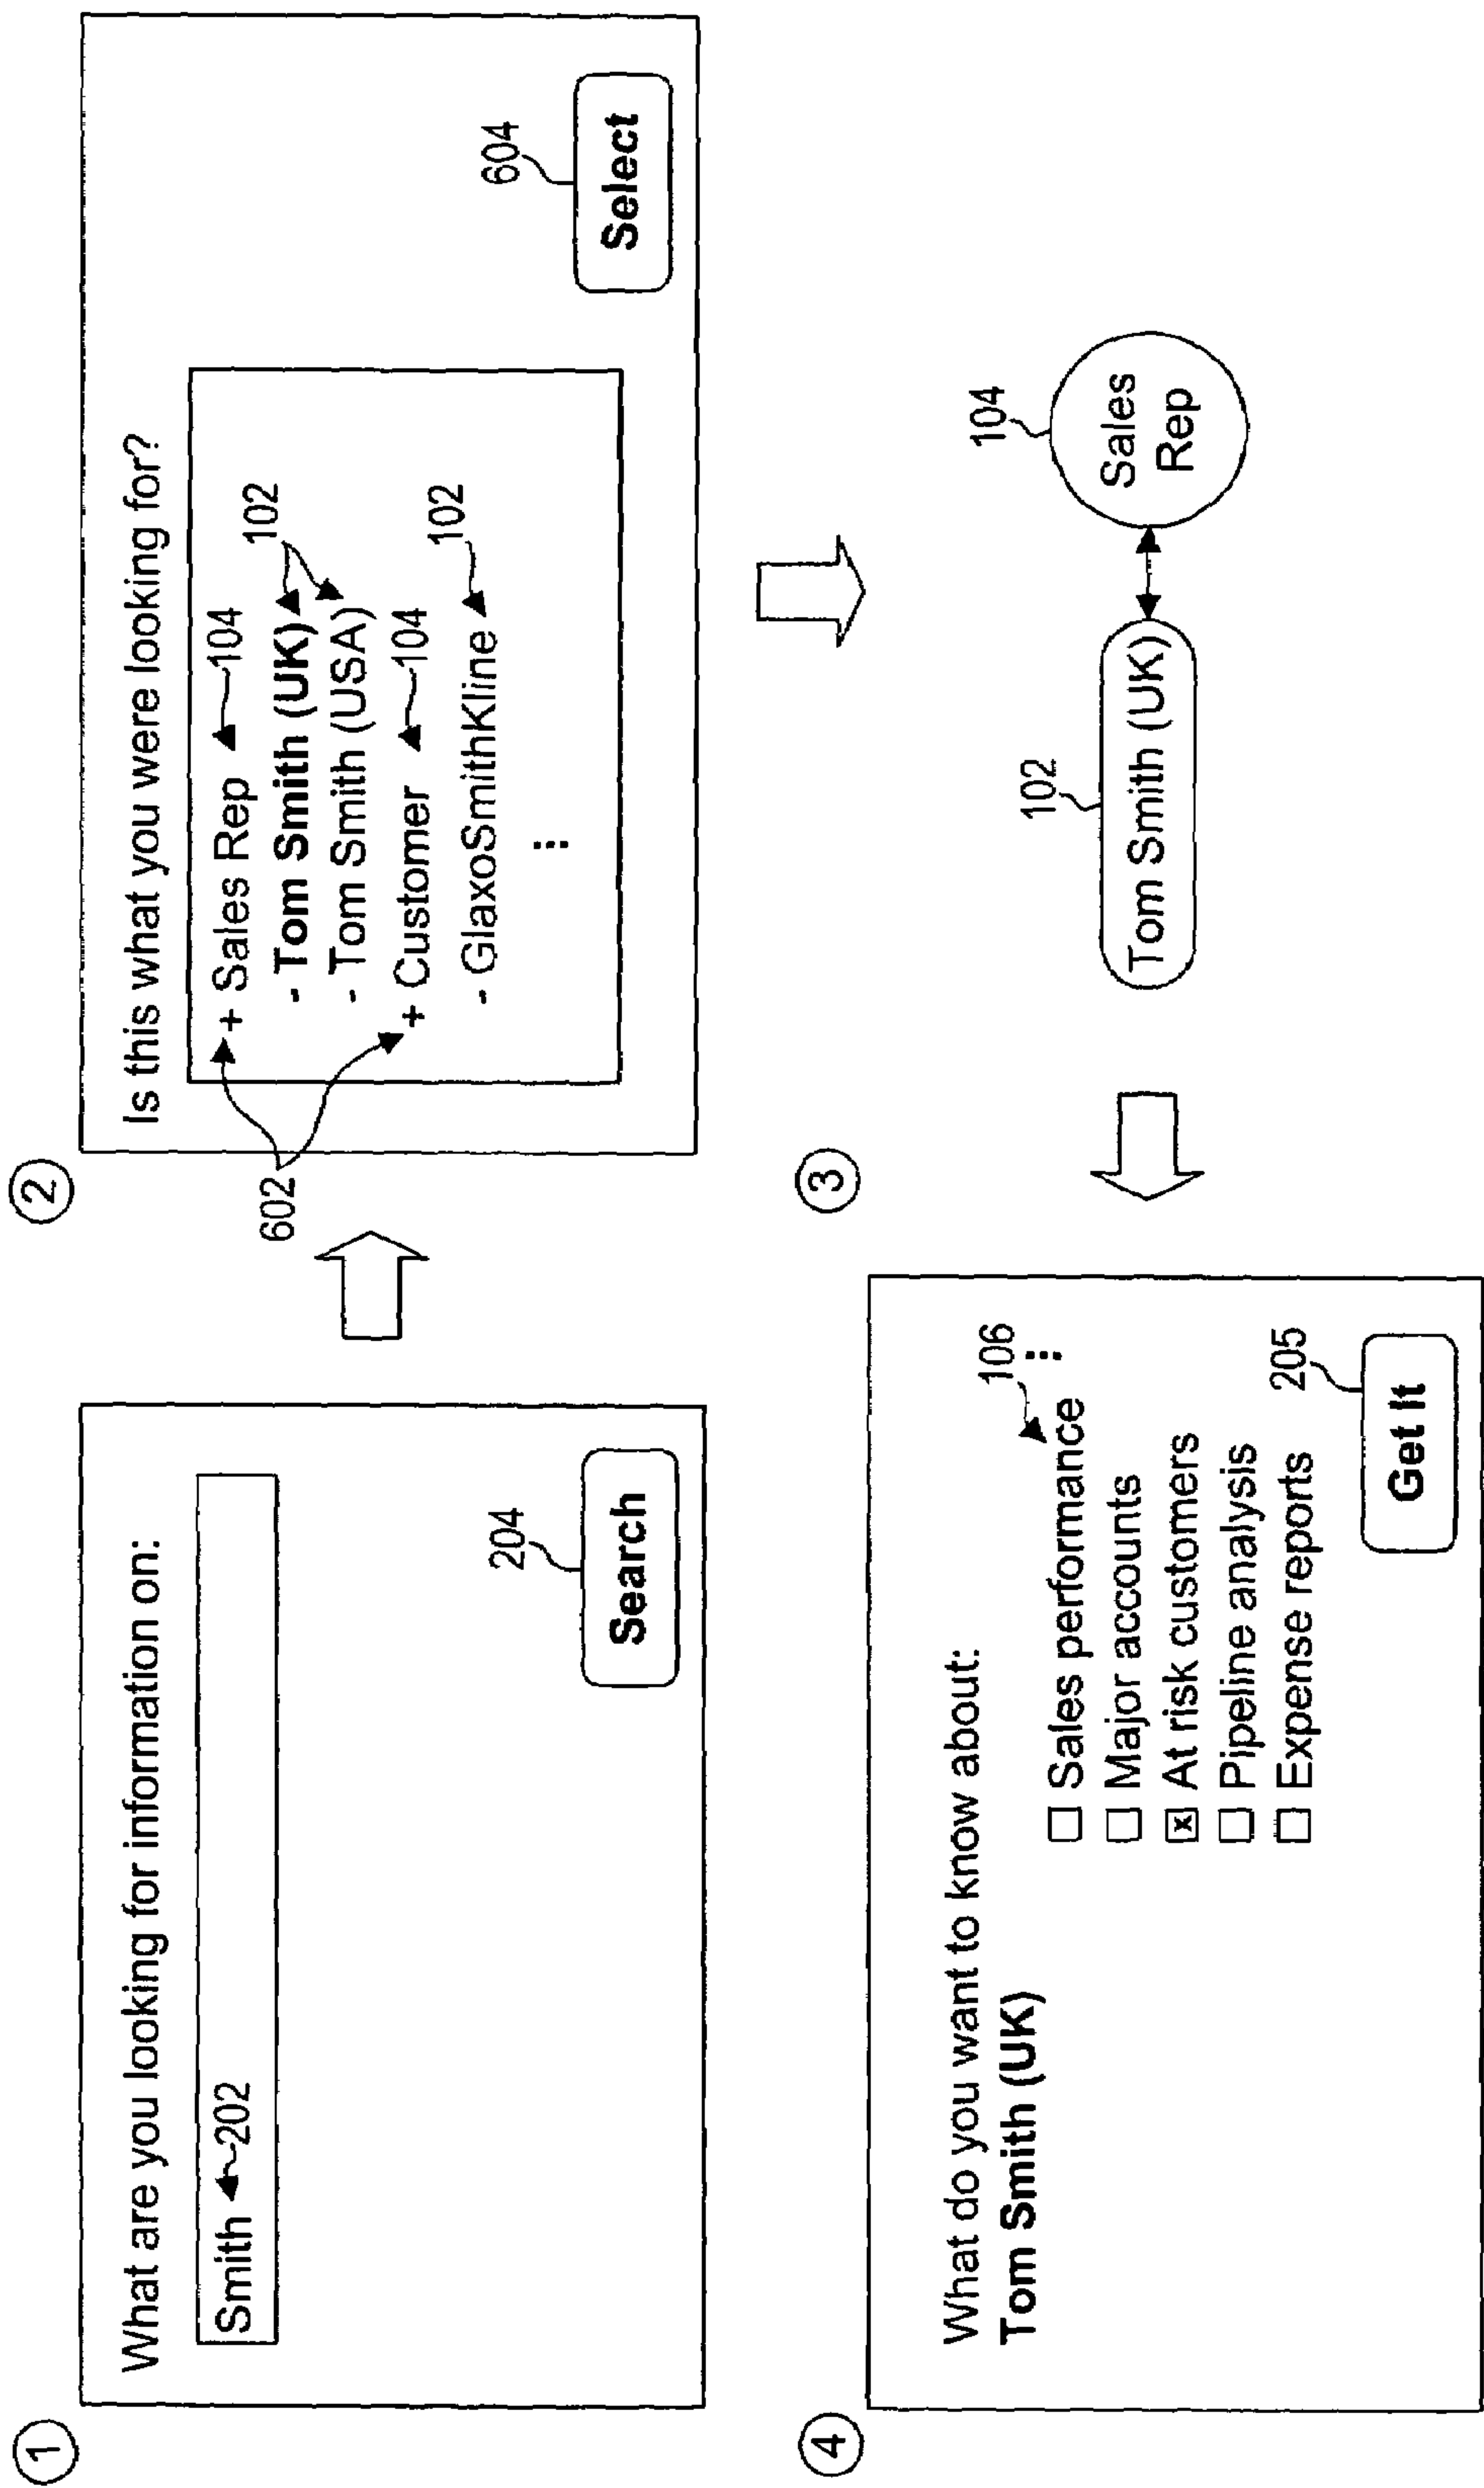 1
What are you looking for information on:
Smith 202
204
Search
2
Is this what you were looking for?
602
+ Sales Rep 104
- Tom Smith (UK) 102
- Tom Smith (USA)
+ Customer 104
- GlaxoSmithKline 102
...
604
Select
3
102
Tom Smith (UK)
104
Sales
Rep
4
What do you want to know about:
Tom Smith (UK)
106
Sales performance ...
Major accounts
x At risk customers
Pipeline analysis
Expense reports
205
Get It